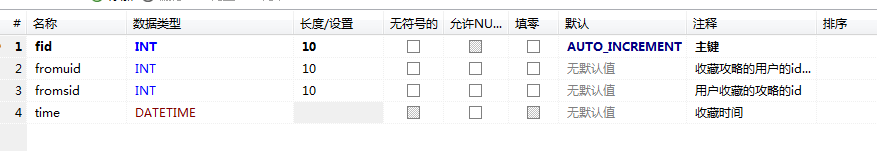 # 名称 数据类型 长度/设置 无符号的 允许NU... 填零 默认 注释 排序
1 fid INT 10 AUTO_INCREMENT 主键
2 fromuid INT 10 无默认值 收藏攻略的用户的id...
3 fromsid INT 10 无默认值 用户收藏的攻略的id
4 time DATETIME 无默认值 收藏时间